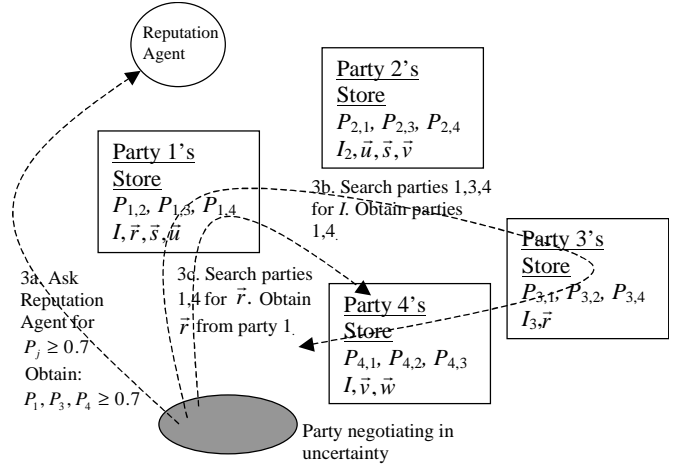 Reputation
Agent
Party 2's
Store
P2,1, P2,3, P2,4
I2, u⃗, s⃗, v⃗
Party 1's
Store
P1,2, P1,3, P1,4
I, r⃗, s⃗, u⃗
3b. Search parties 1,3,4
for I. Obtain parties
1,4.
Party 3's
Store
P3,1, P3,2, P3,4
I3, r⃗
3a. Ask
Reputation
Agent for
Pj ≥ 0.7
Obtain:
P1, P3, P4 ≥ 0.7
3c. Search parties
1,4 for r⃗. Obtain
r⃗ from party 1.
Party 4's
Store
P4,1, P4,2, P4,3
I, v⃗, w⃗
Party negotiating in
uncertainty